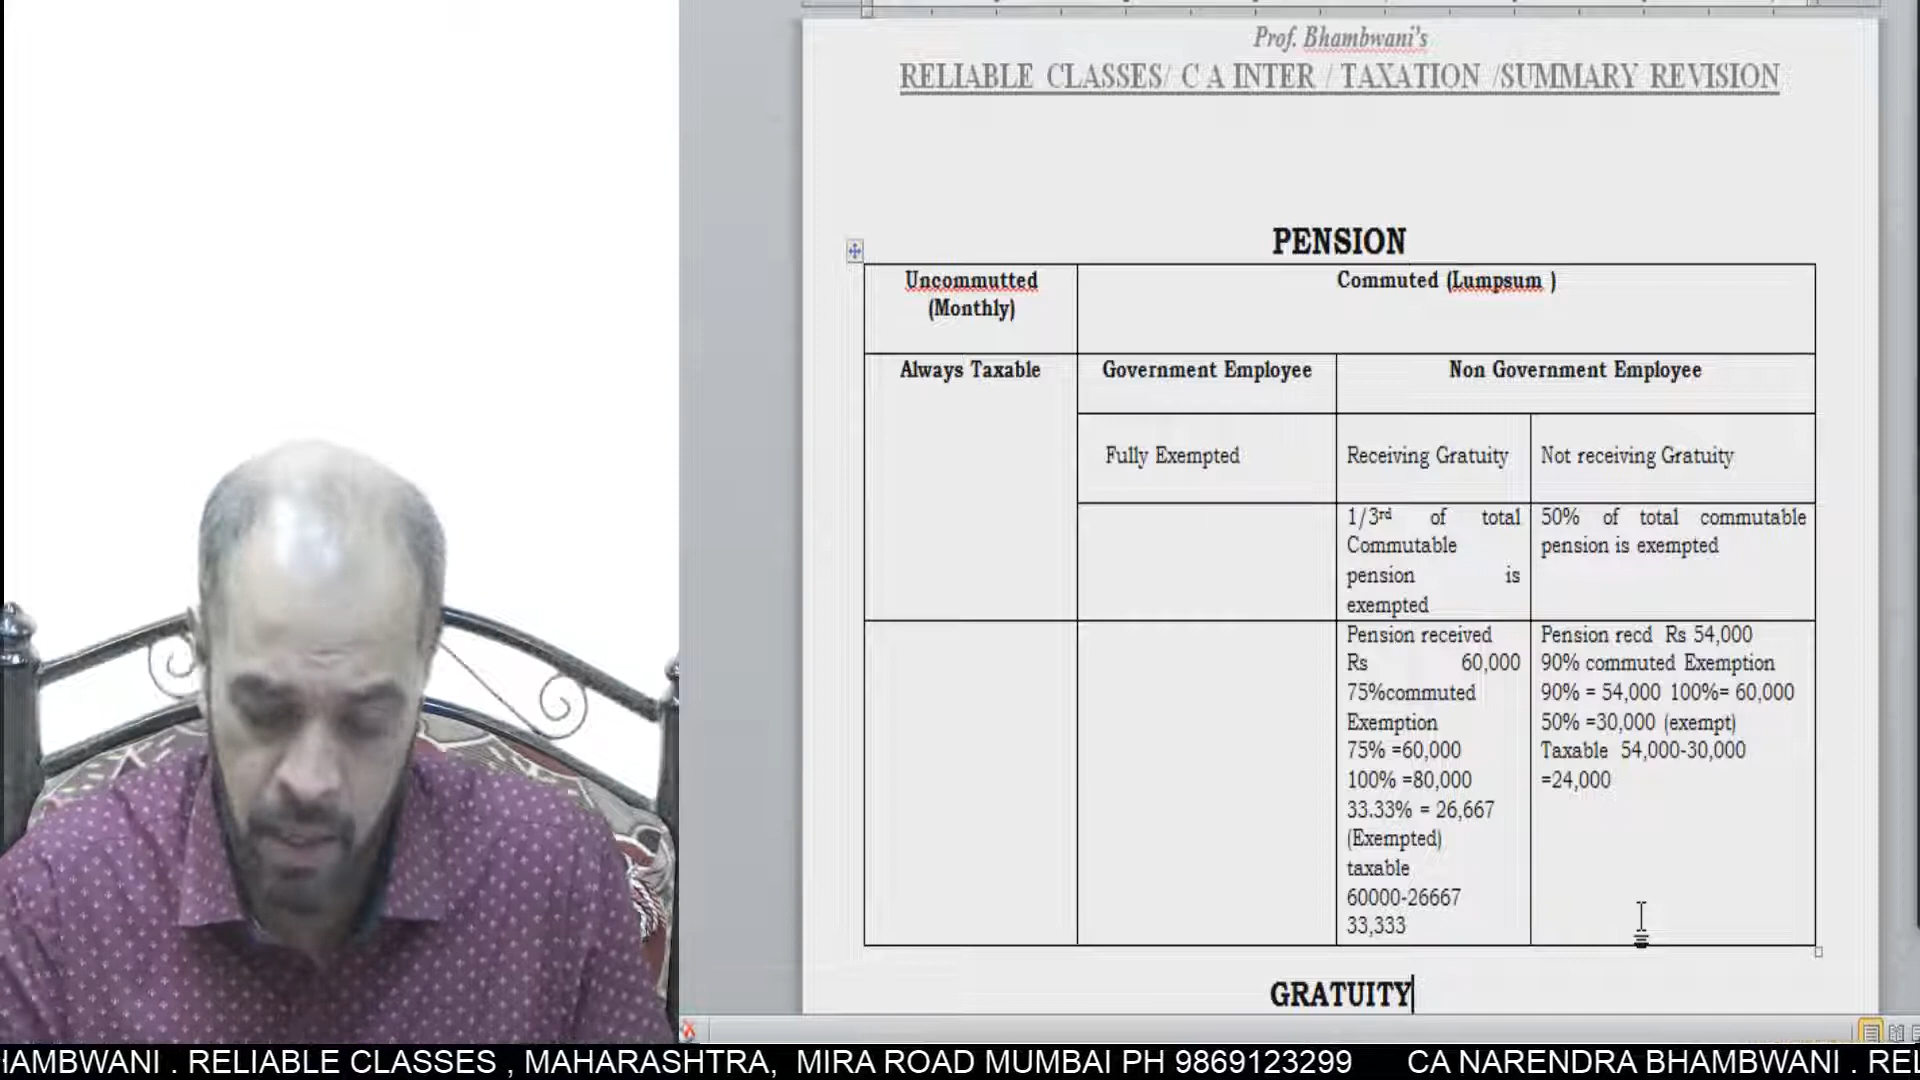 Prof. Bhambwani's
RELIABLE CLASSES/ C A INTER / TAXATION /SUMMARY REVISION
PENSION
Uncommutted
(Monthly)
Commuted (Lumpsum )
Always Taxable
Government Employee
Non Government Employee
Fully Exempted
Receiving Gratuity
Not receiving Gratuity
1/3rd of total
Commutable
pension is
exempted
50% of total commutable
pension is exempted
Pension received
Rs 60,000
75%commuted
Exemption
75% =60,000
100% =80,000
33.33% = 26,667
(Exempted)
taxable
60000-26667
33,333
Pension recd Rs 54,000
90% commuted Exemption
90% = 54,000 100%= 60,000
50% =30,000 (exempt)
Taxable 54,000-30,000
=24,000
GRATUITY
HAMBWANI . RELIABLE CLASSES , MAHARASHTRA, MIRA ROAD MUMBAI PH 9869123299 CA NARENDRA BHAMBWANI . REL